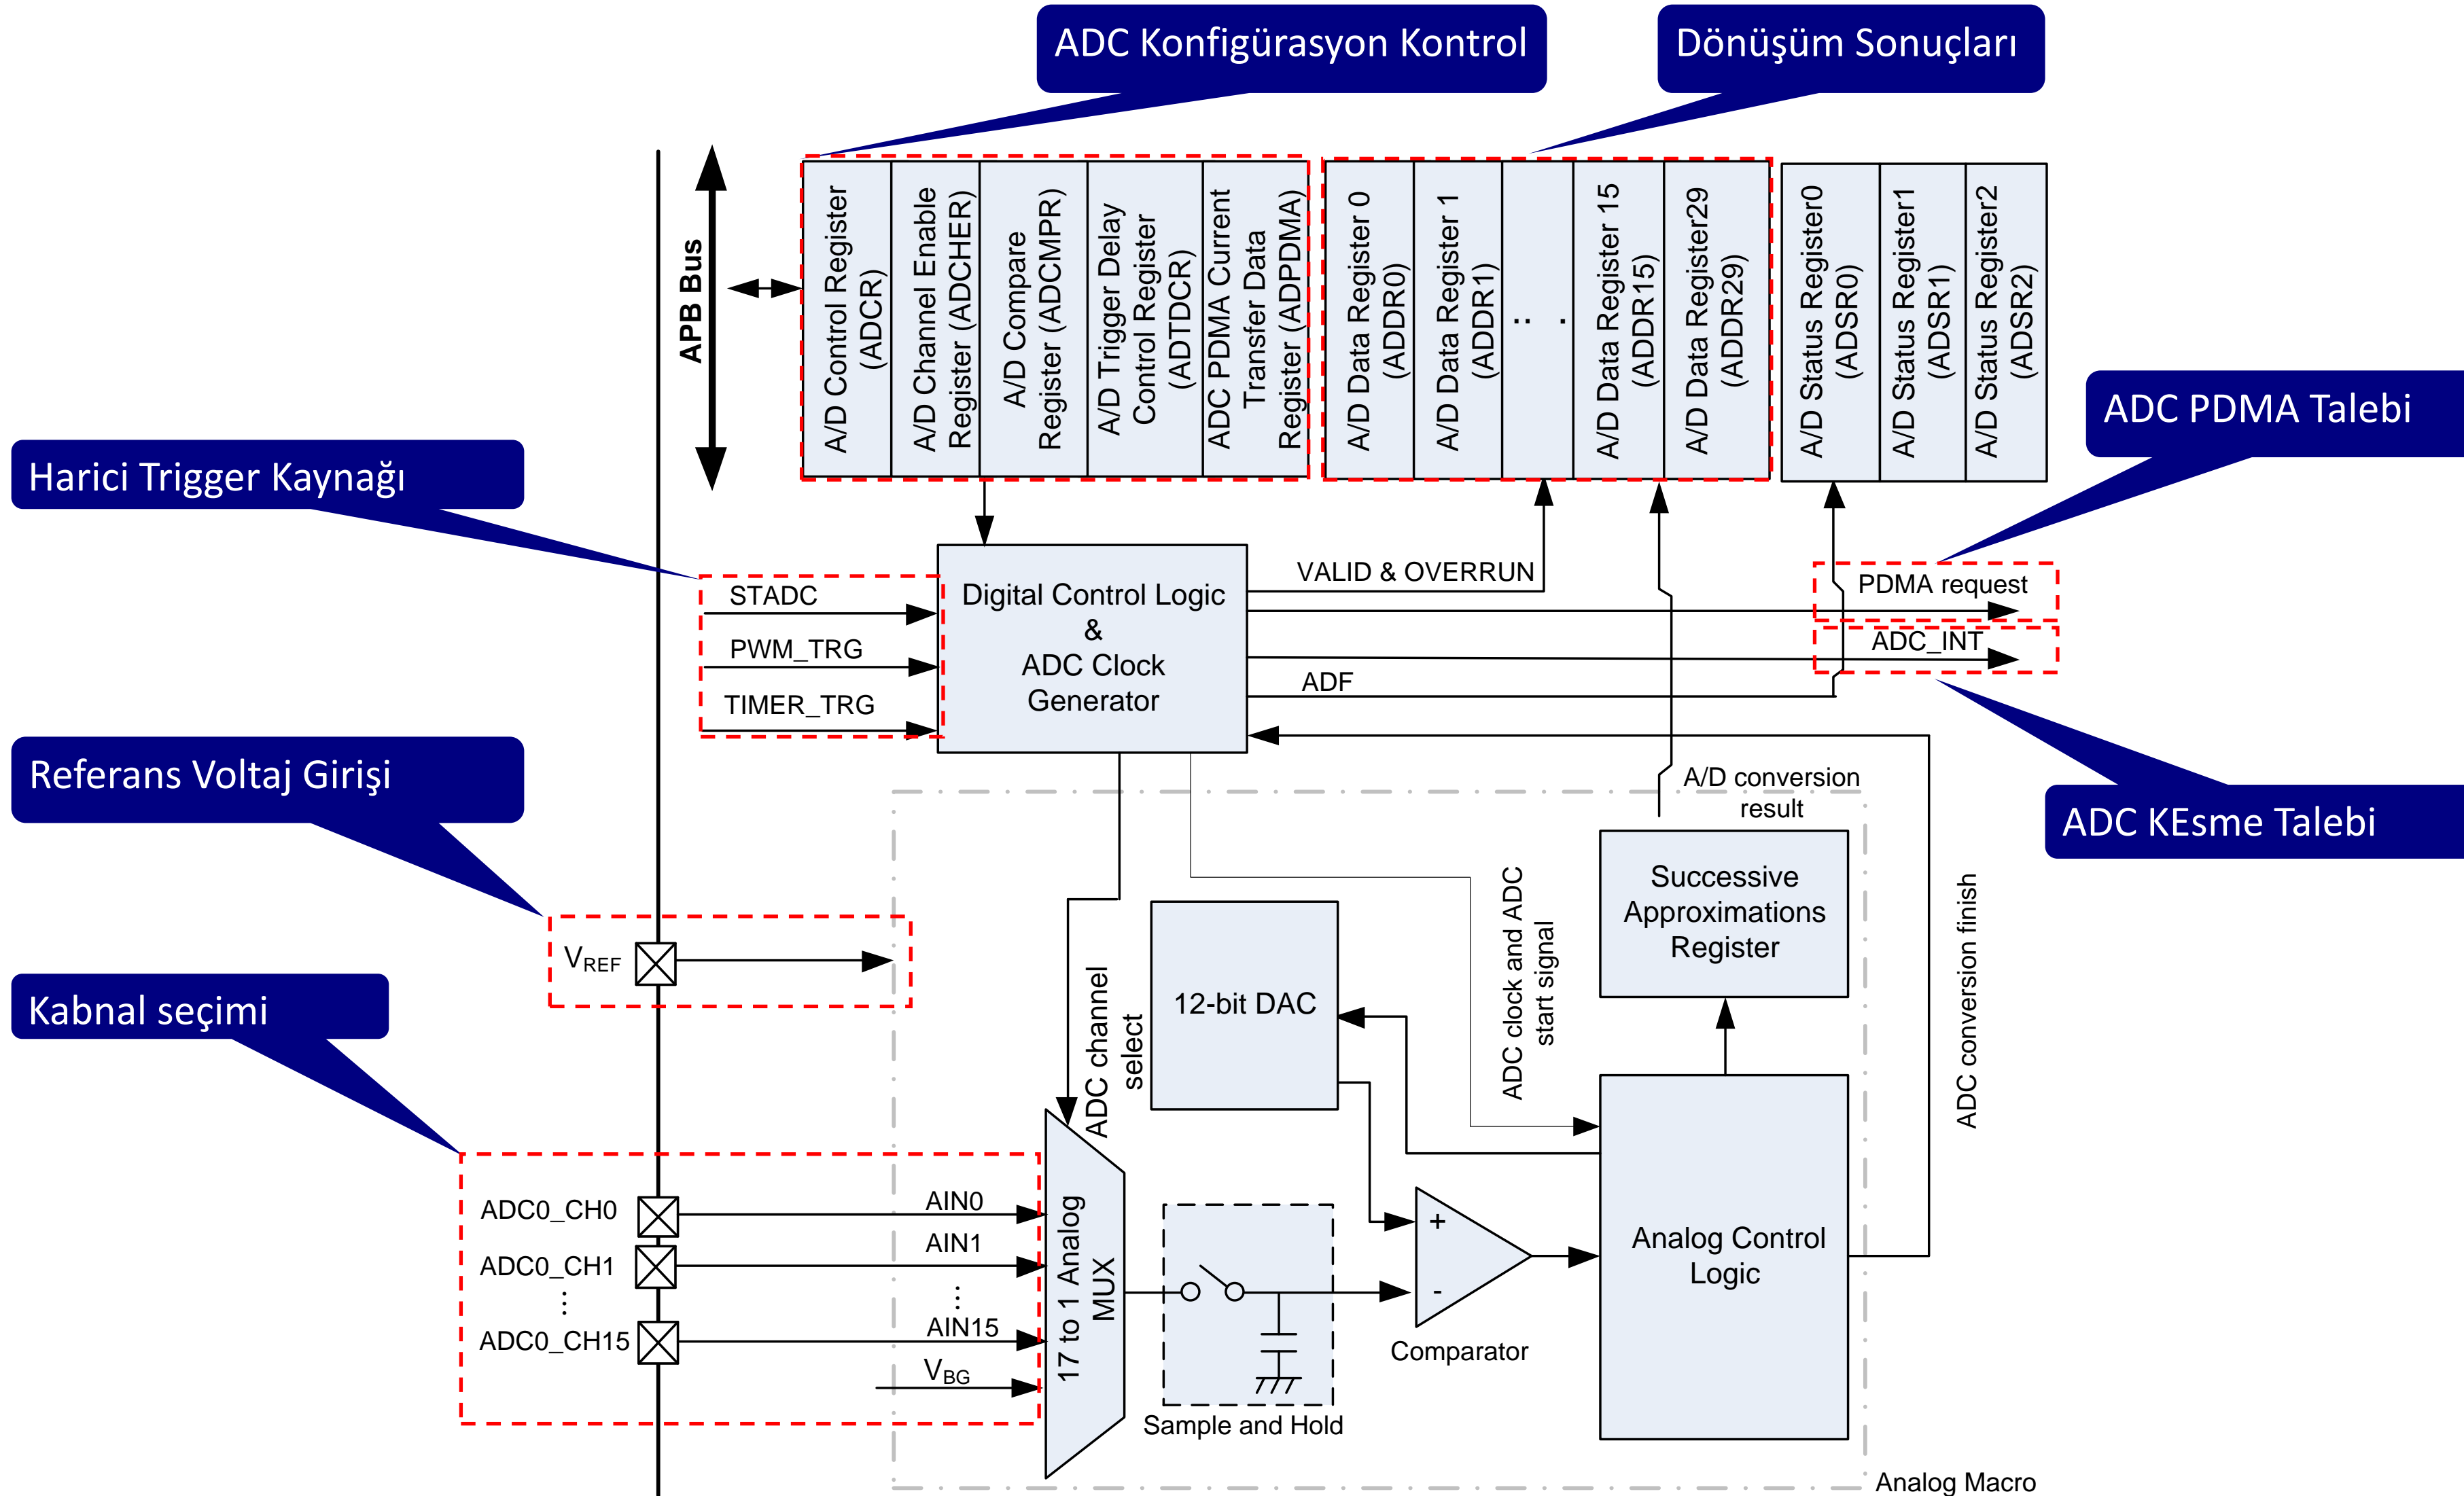 ADC Konfigürasyon Kontrol
Dönüşüm Sonuçları
APB Bus
A/D Control Register
(ADCR)
A/D Channel Enable
Register (ADCHER)
A/D Compare
Register (ADCMPR)
A/D Trigger Delay
Control Register
(ADTDCR)
ADC PDMA Current
Transfer Data
Register (ADPDMA)
A/D Data Register 0
(ADDR0)
A/D Data Register 1
(ADDR1)
.. .
A/D Data Register 15
(ADDR15)
A/D Data Register29
(ADDR29)
A/D Status Register0
(ADSR0)
A/D Status Register1
(ADSR1)
A/D Status Register2
(ADSR2)
ADC PDMA Talebi
Harici Trigger Kaynağı
STADC
PWM_TRG
TIMER_TRG
Digital Control Logic
&
ADC Clock
Generator
VALID & OVERRUN
PDMA request
ADC_INT
ADF
Referans Voltaj Girişi
A/D conversion
result
ADC KEsme Talebi
Successive
Approximations
Register
ADC clock and ADC
start signal
ADC conversion finish
VREF
12-bit DAC
ADC channel
select
Kabnal seçimi
ADC0_CH0
AIN0
ADC0_CH1
AIN1
⋮
⋮
ADC0_CH15
AIN15
VBG
17 to 1 Analog
MUX
+
-
Analog Control
Logic
Comparator
Sample and Hold
Analog Macro